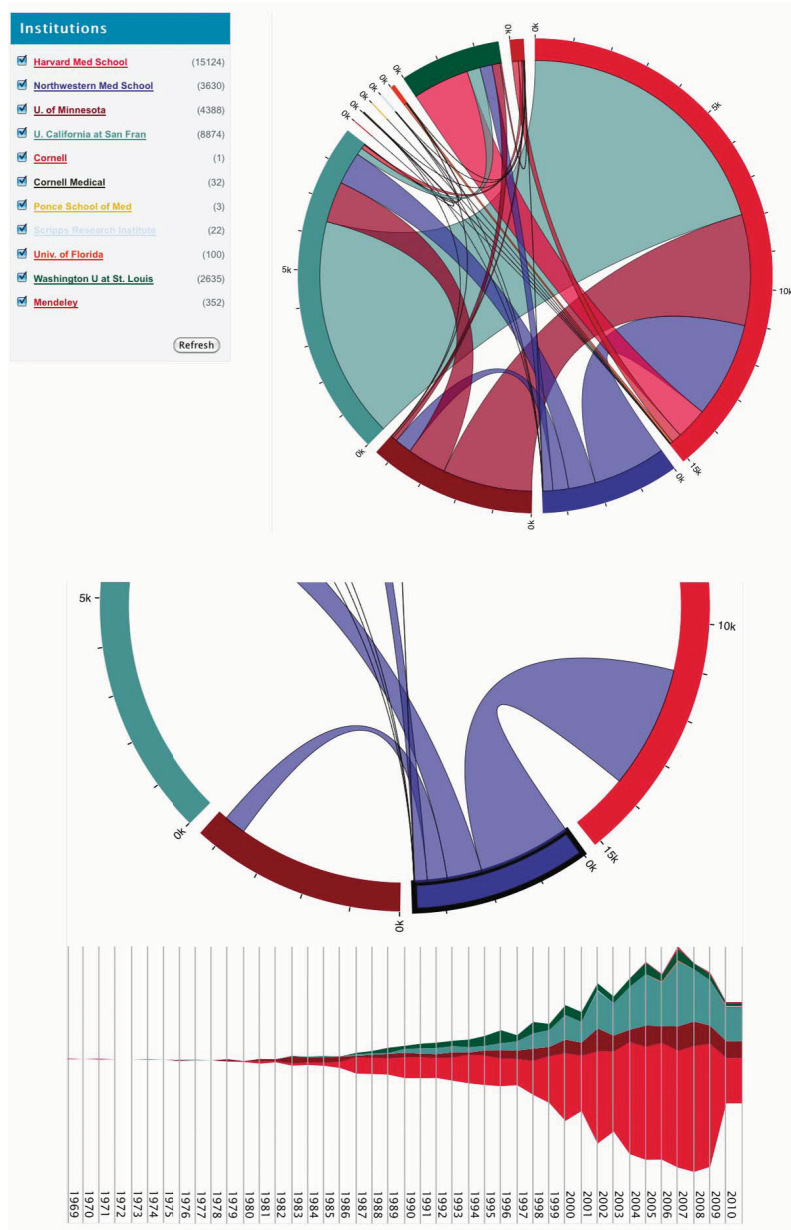 Institutions
Harvard Med School (15124)
Northwestern Med School (3630)
U. of Minnesota (4388)
U. California at San Fran (8874)
Cornell (1)
Cornell Medical (32)
Ponce School of Med (3)
Scripps Research Institute (22)
Univ. of Florida (100)
Washington U at St. Louis (2635)
Mendeley (352)
Refresh
0k
0k
0k
0k
0k
0k
0k
0k
5k
5k
10k
0k
15k
0k
0k
5k
10k
0k
15k
0k
0k
1969
1970
1971
1972
1973
1974
1975
1976
1977
1978
1979
1980
1981
1982
1983
1984
1985
1986
1987
1988
1989
1990
1991
1992
1993
1994
1995
1996
1997
1998
1999
2000
2001
2002
2003
2004
2005
2006
2007
2008
2009
2010